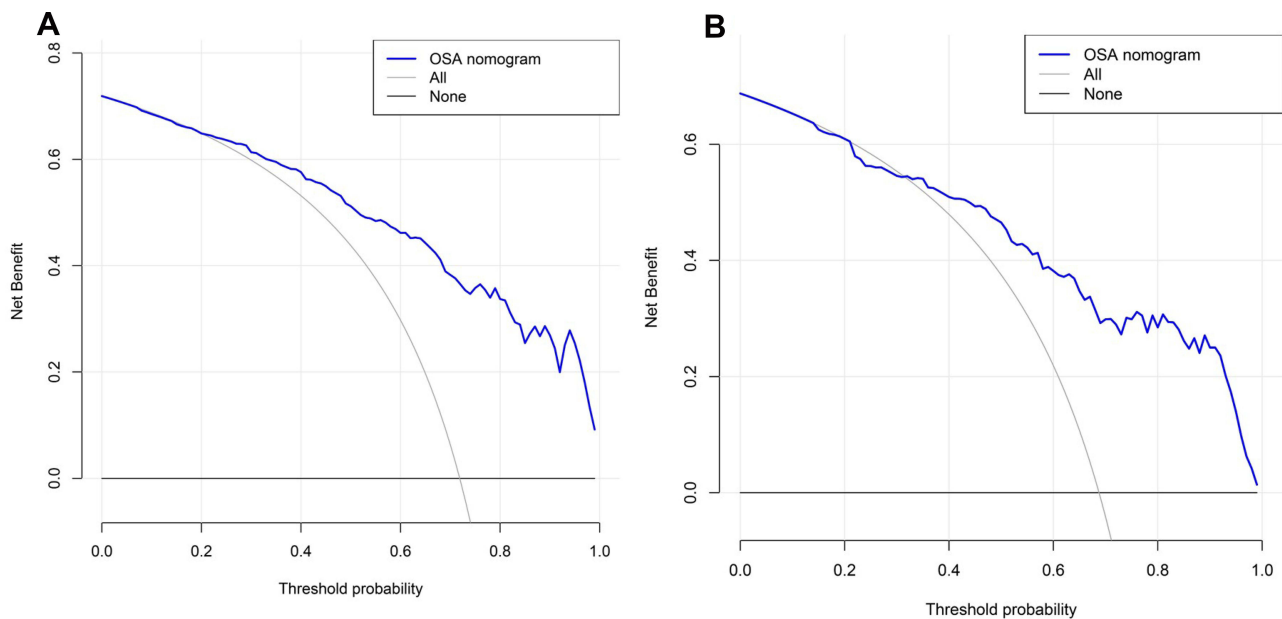 A
OSA nomogram
All
None
0.8
0.6
0.4
0.2
0.0
Net Benefit
0.0 0.2 0.4 0.6 0.8 1.0
Threshold probability
B
OSA nomogram
All
None
0.6
0.4
0.2
0.0
Net Benefit
0.0 0.2 0.4 0.6 0.8 1.0
Threshold probability